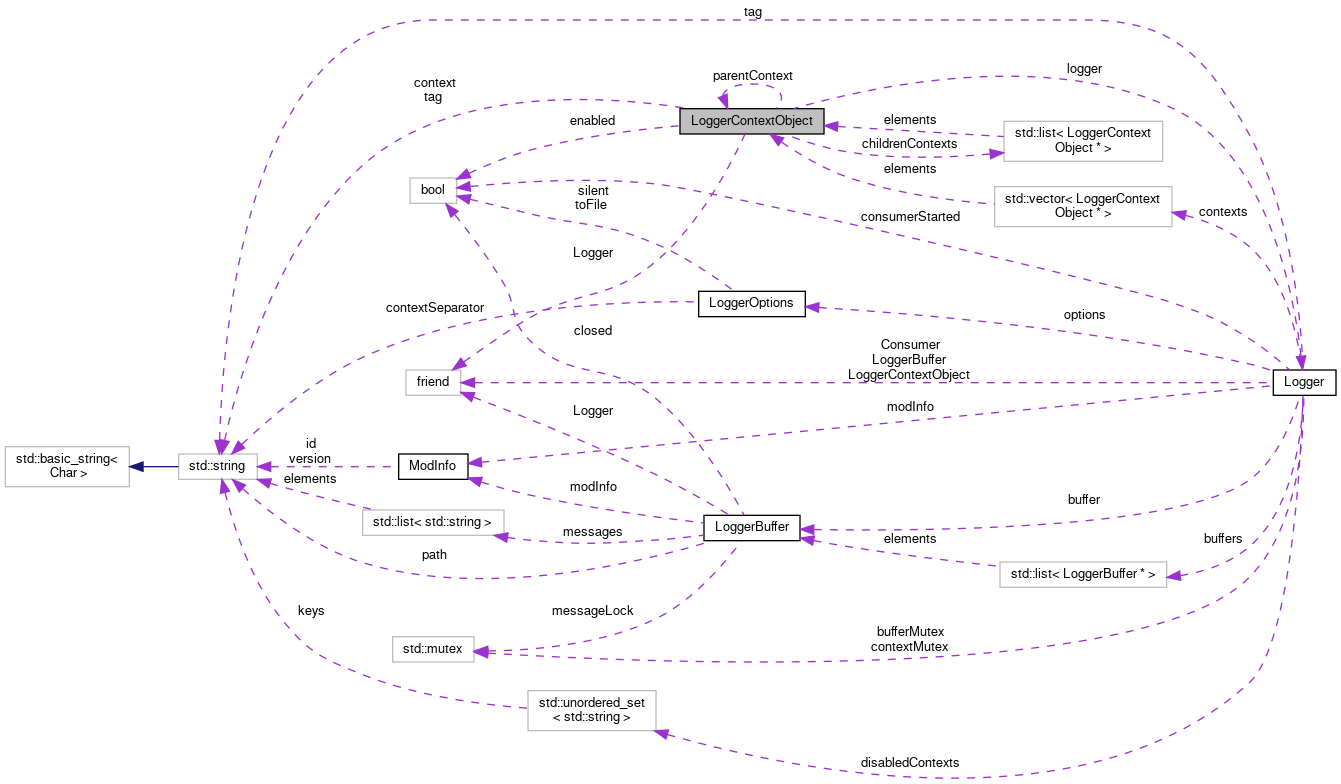 tag
parentContext
logger
context
tag
LoggerContextObject
enabled
elements
std::list< LoggerContext
Object * >
childrenContexts
elements
bool
silent
toFile
std::vector< LoggerContext
Object * >
consumerStarted
contexts
Logger
LoggerOptions
contextSeparator
options
closed
Consumer
LoggerBuffer
LoggerContextObject
friend
Logger
modInfo
Logger
id
version
std::basic_string<
Char >
std::string
ModInfo
elements
modInfo
buffer
std::list< std::string >
messages
LoggerBuffer
elements
buffers
path
std::list< LoggerBuffer * >
keys
messageLock
bufferMutex
contextMutex
std::mutex
std::unordered_set
< std::string >
disabledContexts